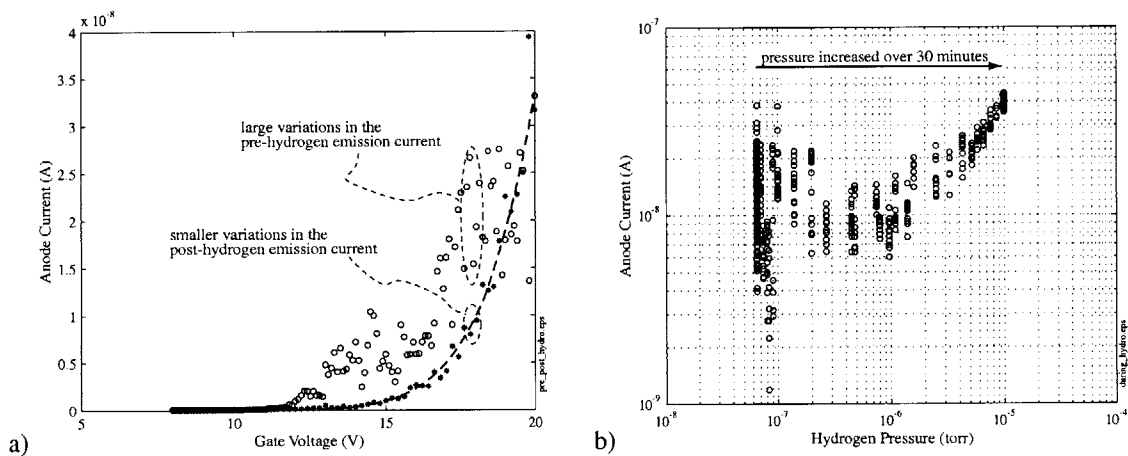 x 10⁻⁸
4
3.5
3
2.5
2
1.5
1
0.5
0
Anode Current (A)
large variations in the
pre-hydrogen emission current
smaller variations in the
post-hydrogen emission current
pre_post_hydro.eps
5
10
15
20
Gate Voltage (V)
a)
10⁻⁷
10⁻⁸
10⁻⁹
Anode Current (A)
pressure increased over 30 minutes
during_hydro.eps
10⁻⁸
10⁻⁷
10⁻⁶
10⁻⁵
10⁻⁴
Hydrogen Pressure (torr)
b)